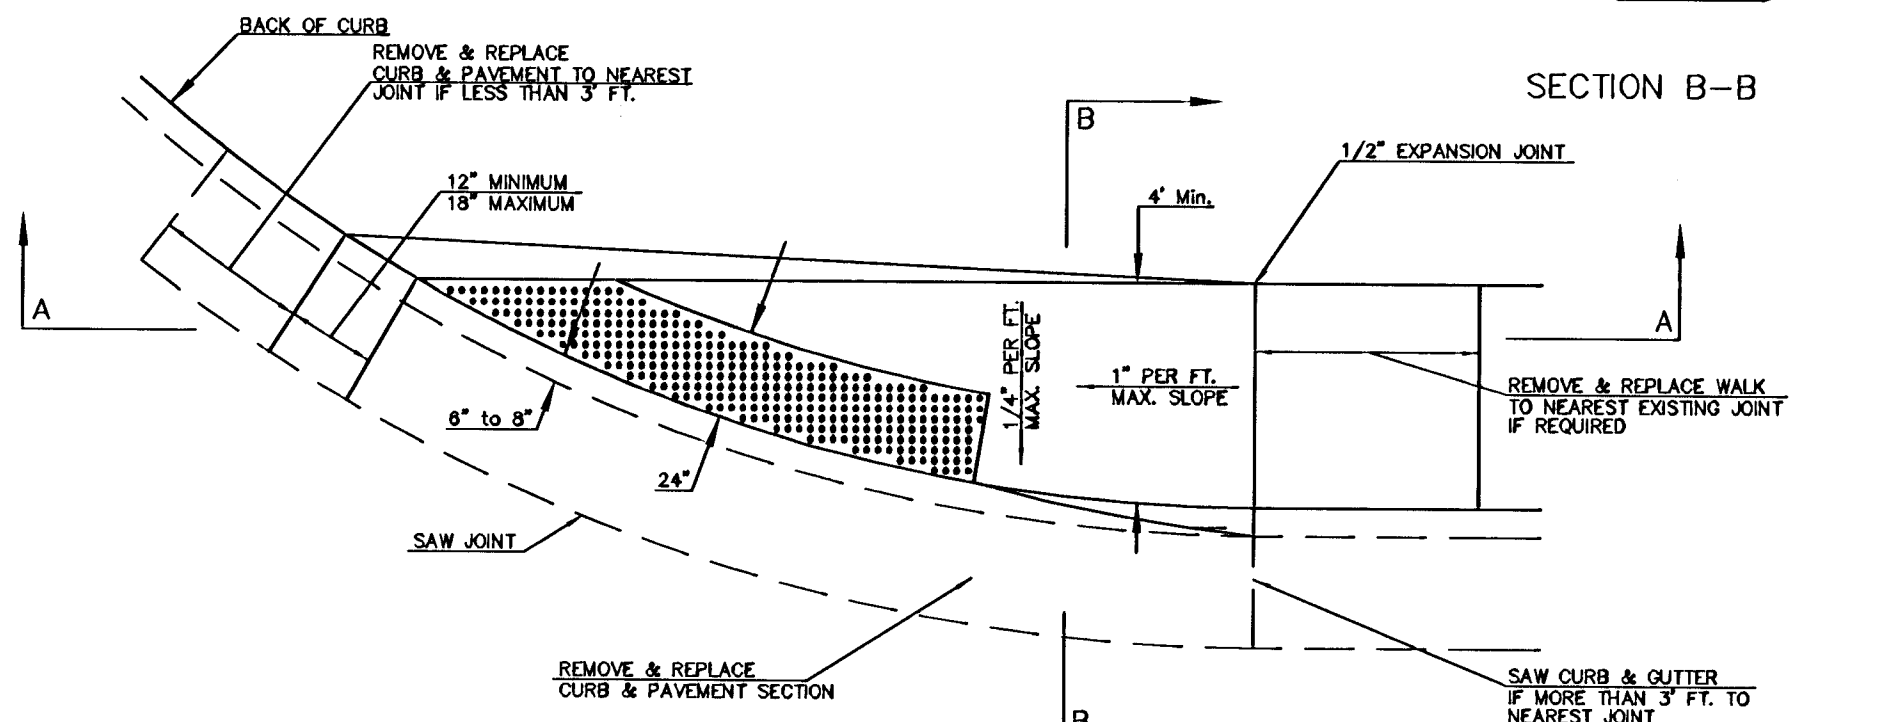 BACK OF CURB
REMOVE & REPLACE
CURB & PAVEMENT TO NEAREST
JOINT IF LESS THAN 3' FT.
SECTION B-B
B
1/2" EXPANSION JOINT
12" MINIMUM
18" MAXIMUM
4' Min.
A
A
1/4" PER FT.
MAX. SLOPE
1" PER FT.
MAX. SLOPE
REMOVE & REPLACE WALK
TO NEAREST EXISTING JOINT
IF REQUIRED
6" to 8"
24"
SAW JOINT
REMOVE & REPLACE
CURB & PAVEMENT SECTION
SAW CURB & GUTTER
IF MORE THAN 3' FT. TO
NEAREST JOINT
B